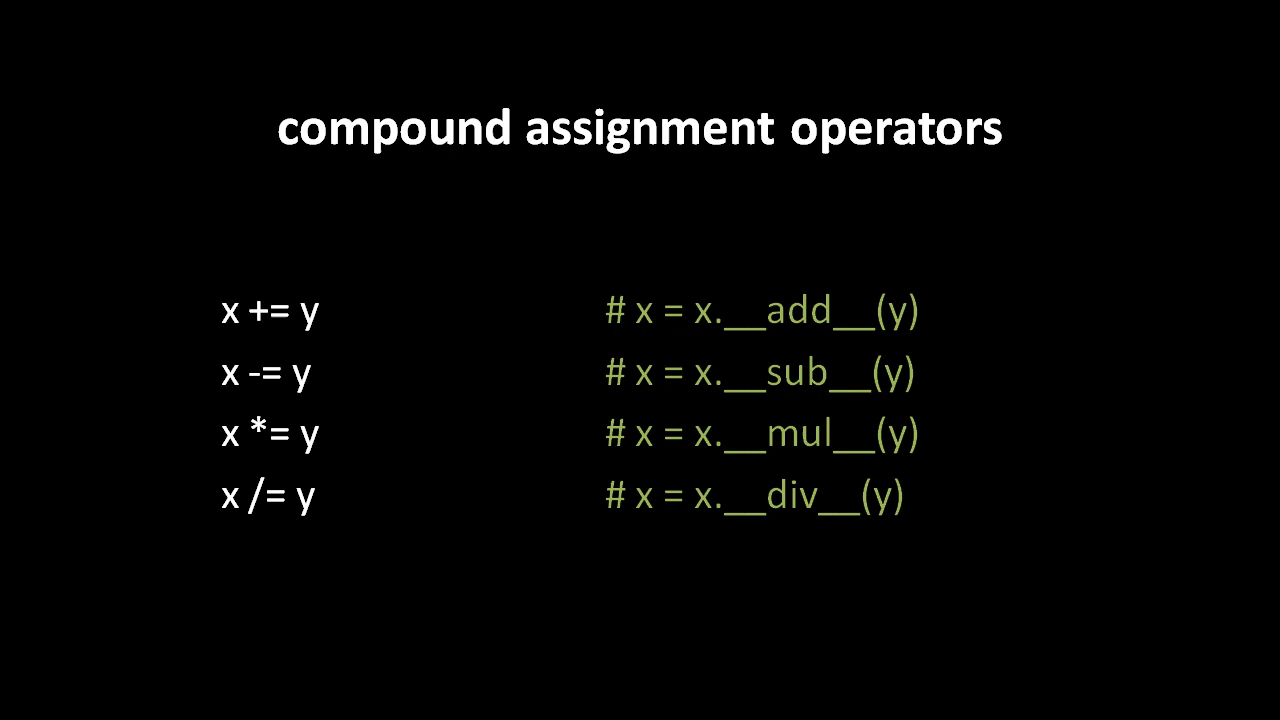 compound assignment operators
x += y # x = x.__add__(y)
x -= y # x = x.__sub__(y)
x *= y # x = x.__mul__(y)
x /= y # x = x.__div__(y)